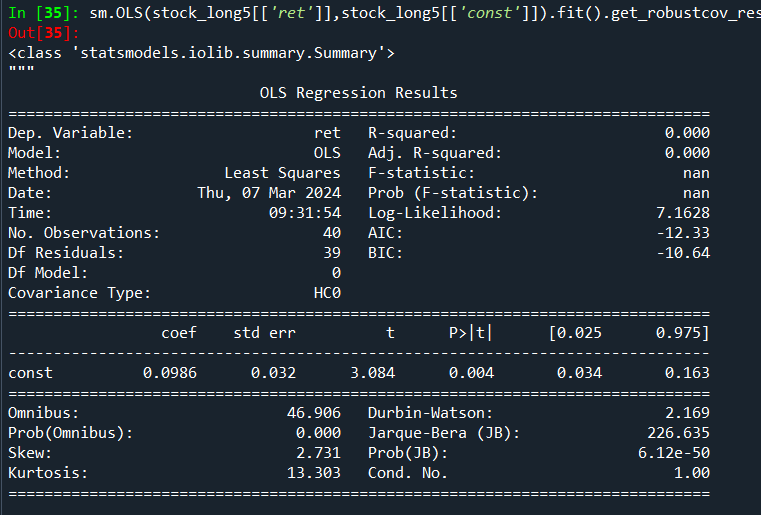 In [35]: sm.OLS(stock_long5[['ret']],stock_long5[['const']]).fit().get_robustcov_res
Out[35]:
<class 'statsmodels.iolib.summary.Summary'>
"""
                            OLS Regression Results
==============================================================================
Dep. Variable:                    ret   R-squared:                       0.000
Model:                            OLS   Adj. R-squared:                  0.000
Method:                 Least Squares   F-statistic:                       nan
Date:                Thu, 07 Mar 2024   Prob (F-statistic):                nan
Time:                        09:31:54   Log-Likelihood:                 7.1628
No. Observations:                  40   AIC:                            -12.33
Df Residuals:                      39   BIC:                            -10.64
Df Model:                           0
Covariance Type:                  HC0
==============================================================================
                 coef    std err          t      P>|t|      [0.025      0.975]
------------------------------------------------------------------------------
const          0.0986      0.032      3.084      0.004       0.034       0.163
==============================================================================
Omnibus:                       46.906   Durbin-Watson:                   2.169
Prob(Omnibus):                  0.000   Jarque-Bera (JB):              226.635
Skew:                           2.731   Prob(JB):                     6.12e-50
Kurtosis:                      13.303   Cond. No.                         1.00
==============================================================================